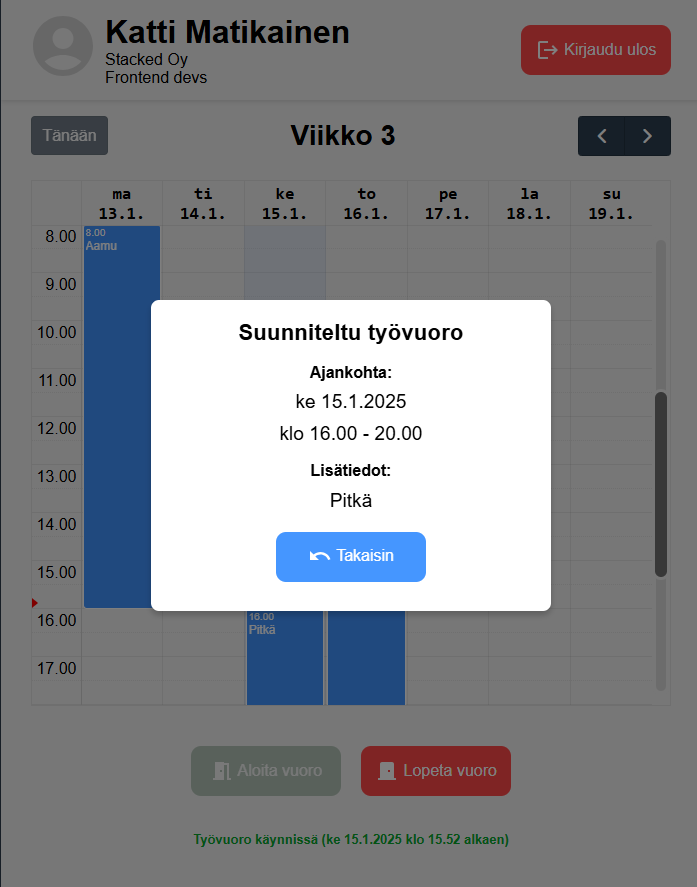 Katti Matikainen
Stacked Oy
Frontend devs
Kirjaudu ulos
Tänään
Viikko 3
ma ti ke to pe la su
13.1. 14.1. 15.1. 16.1. 17.1. 18.1. 19.1.
8.00
8.00
Aamu
9.00
10.00
11.00
12.00
13.00
14.00
15.00
16.00
17.00
Suunniteltu työvuoro
Ajankohta:
ke 15.1.2025
klo 16.00 - 20.00
Lisätiedot:
Pitkä
Takaisin
16.00
Pitkä
Aloita vuoro
Lopeta vuoro
Työvuoro käynnissä (ke 15.1.2025 klo 15.52 alkaen)